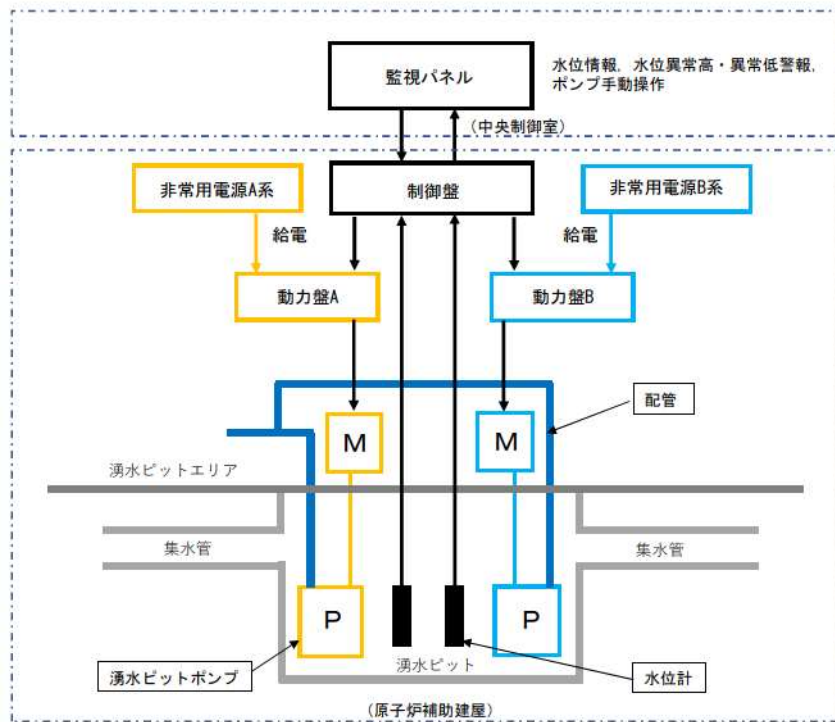 監視パネル
水位情報, 水位異常高・異常低警報,
ポンプ手動操作
(中央制御室)
非常用電源A系
制御盤
非常用電源B系
給電
給電
動力盤A
動力盤B
配管
M
M
湧水ピットエリア
集水管
集水管
P
P
湧水ピット
湧水ピットポンプ
水位計
(原子炉補助建屋)